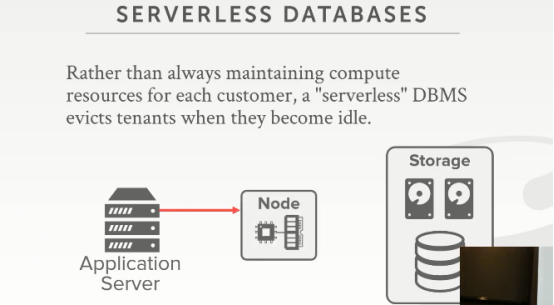 SERVERLESS DATABASES
Rather than always maintaining compute
resources for each customer, a "serverless" DBMS
evicts tenants when they become idle.
Storage
Node
Application
Server